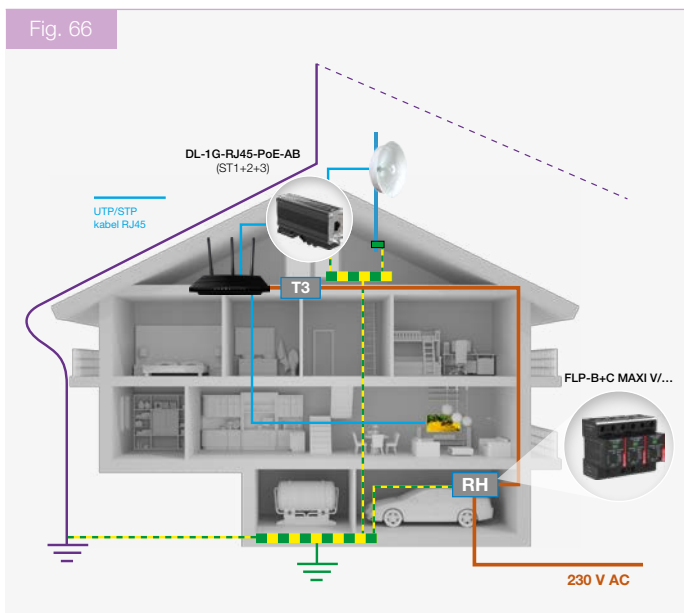 Fig. 66
DL-1G-RJ45-PoE-AB
(ST1+2+3)
UTP/STP
kabel RJ45
T3
FLP-B+C MAXI V/...
RH
230 V AC